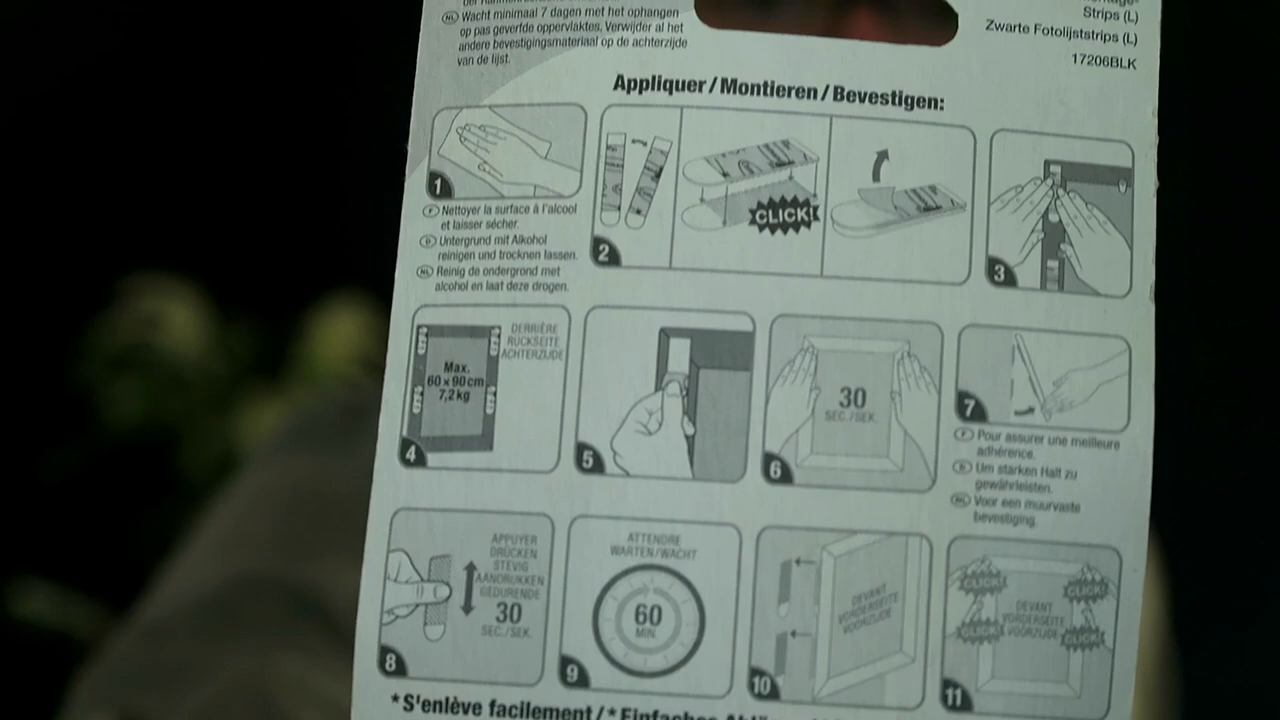 NL Wacht minimaal 7 dagen met het ophangen
op pas geverfde oppervlaktes. Verwijder al het
andere bevestigingsmateriaal op de achterzijde
van de lijst.
Strips (L)
Zwarte Fotolijststrips (L)
17206BLK
Appliquer / Montieren / Bevestigen:
1
F Nettoyer la surface à l'alcool
et laisser sécher.
D Untergrund mit Alkohol
reinigen und trocknen lassen.
NL Reinig de ondergrond met
alcohol en laat deze drogen.
2
CLICK!
3
4
Max.
60 x 90 cm
7,2 kg
DERRIÈRE
RÜCKSEITE
ACHTERZIJDE
5
6
30
SEC./SEK.
7
F Pour assurer une meilleure
adhérence.
D Um starken Halt zu
gewährleisten.
NL Voor een muurvaste
bevestiging.
8
APPUYER
DRÜCKEN
STEVIG
AANDRUKKEN
GEDURENDE
30
SEC./SEK.
9
ATTENDRE
WARTEN/WACHT
60
MIN.
10
DEVANT
VORDERSEITE
VOORZIJDE
11
CLICK!
CLICK!
DEVANT
VORDERSEITE
VOORZIJDE
CLICK!
CLICK!
*S'enlève facilement/*Einfaches